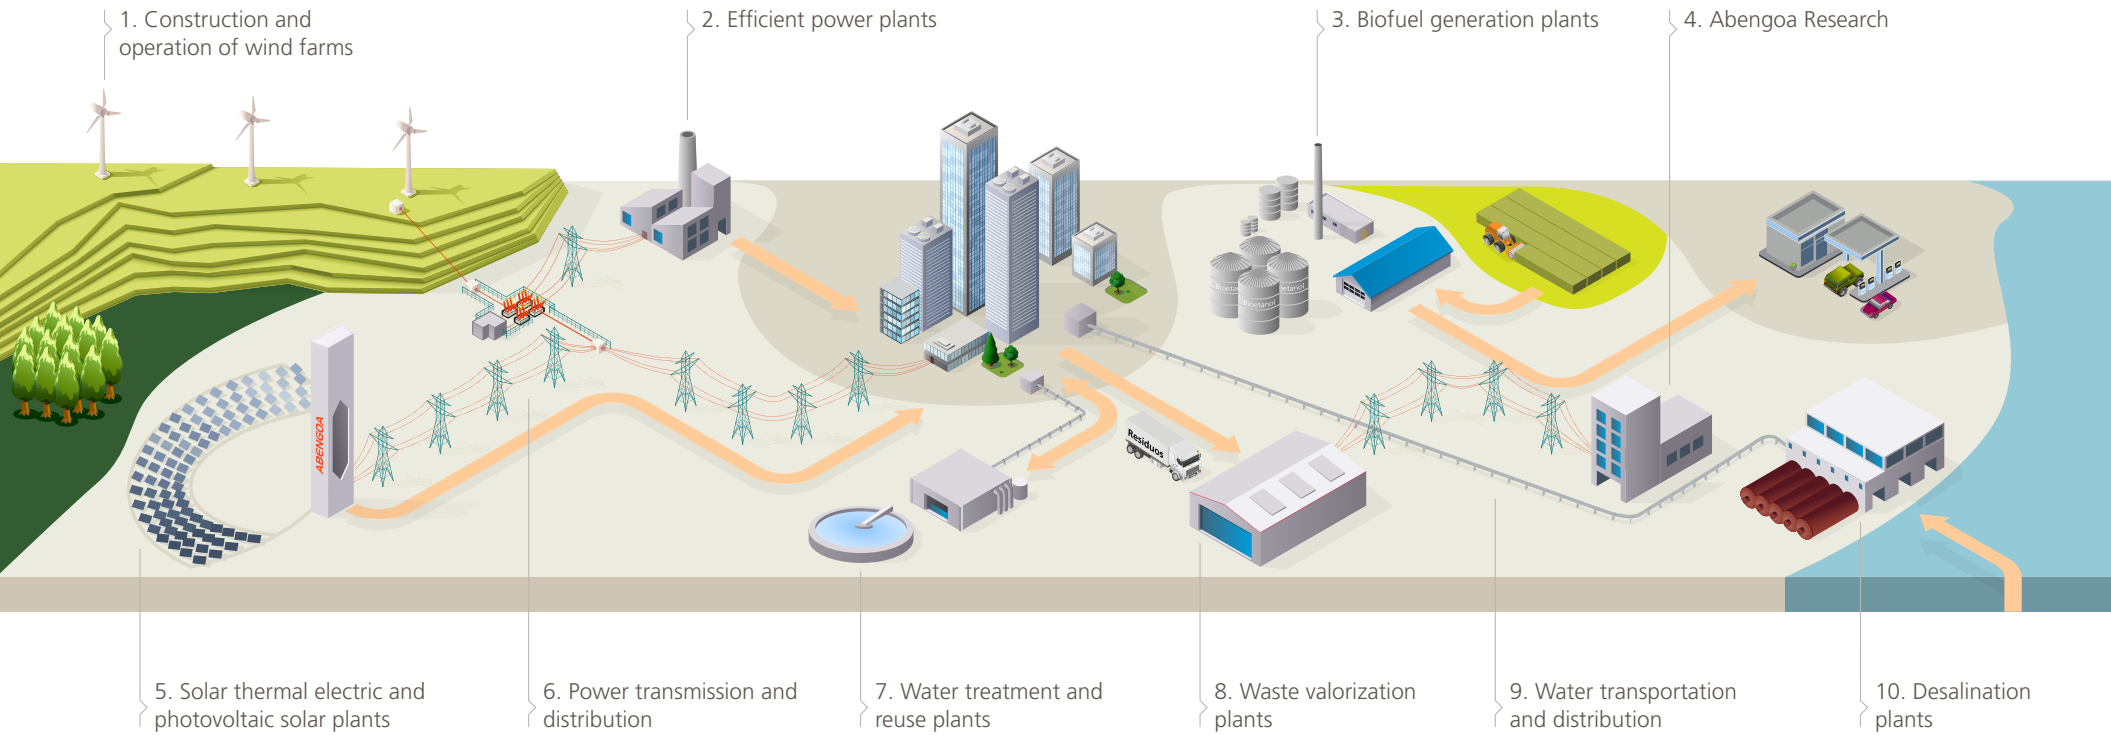 1. Construction and
operation of wind farms
2. Efficient power plants
3. Biofuel generation plants
4. Abengoa Research
Bioetanol
Bioetanol
ABENGOA
Residuos
5. Solar thermal electric and
photovoltaic solar plants
6. Power transmission and
distribution
7. Water treatment and
reuse plants
8. Waste valorization
plants
9. Water transportation
and distribution
10. Desalination
plants